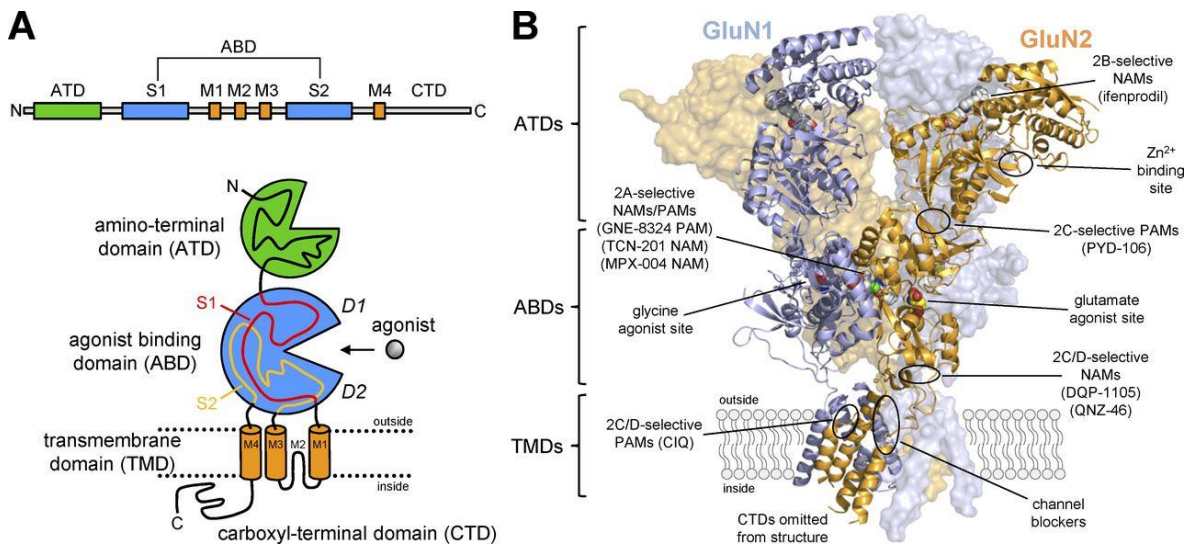 A
ABD
ATD
S1
M1
M2
M3
S2
M4
CTD
N
C
N
amino-terminal
domain (ATD)
S1
D1
agonist
agonist binding
domain (ABD)
S2
D2
outside
transmembrane
domain (TMD)
M4
M3
M2
M1
inside
C
carboxyl-terminal domain (CTD)
B
GluN1
GluN2
ATDs
2B-selective
NAMs
(ifenprodil)
Zn2+
binding
site
2A-selective
NAMs/PAMs
(GNE-8324 PAM)
(TCN-201 NAM)
(MPX-004 NAM)
2C-selective PAMs
(PYD-106)
ABDs
glycine
agonist site
glutamate
agonist site
2C/D-selective
NAMs
(DQP-1105)
(QNZ-46)
outside
TMDs
2C/D-selective
PAMs (CIQ)
inside
CTDs omitted
from structure
channel
blockers